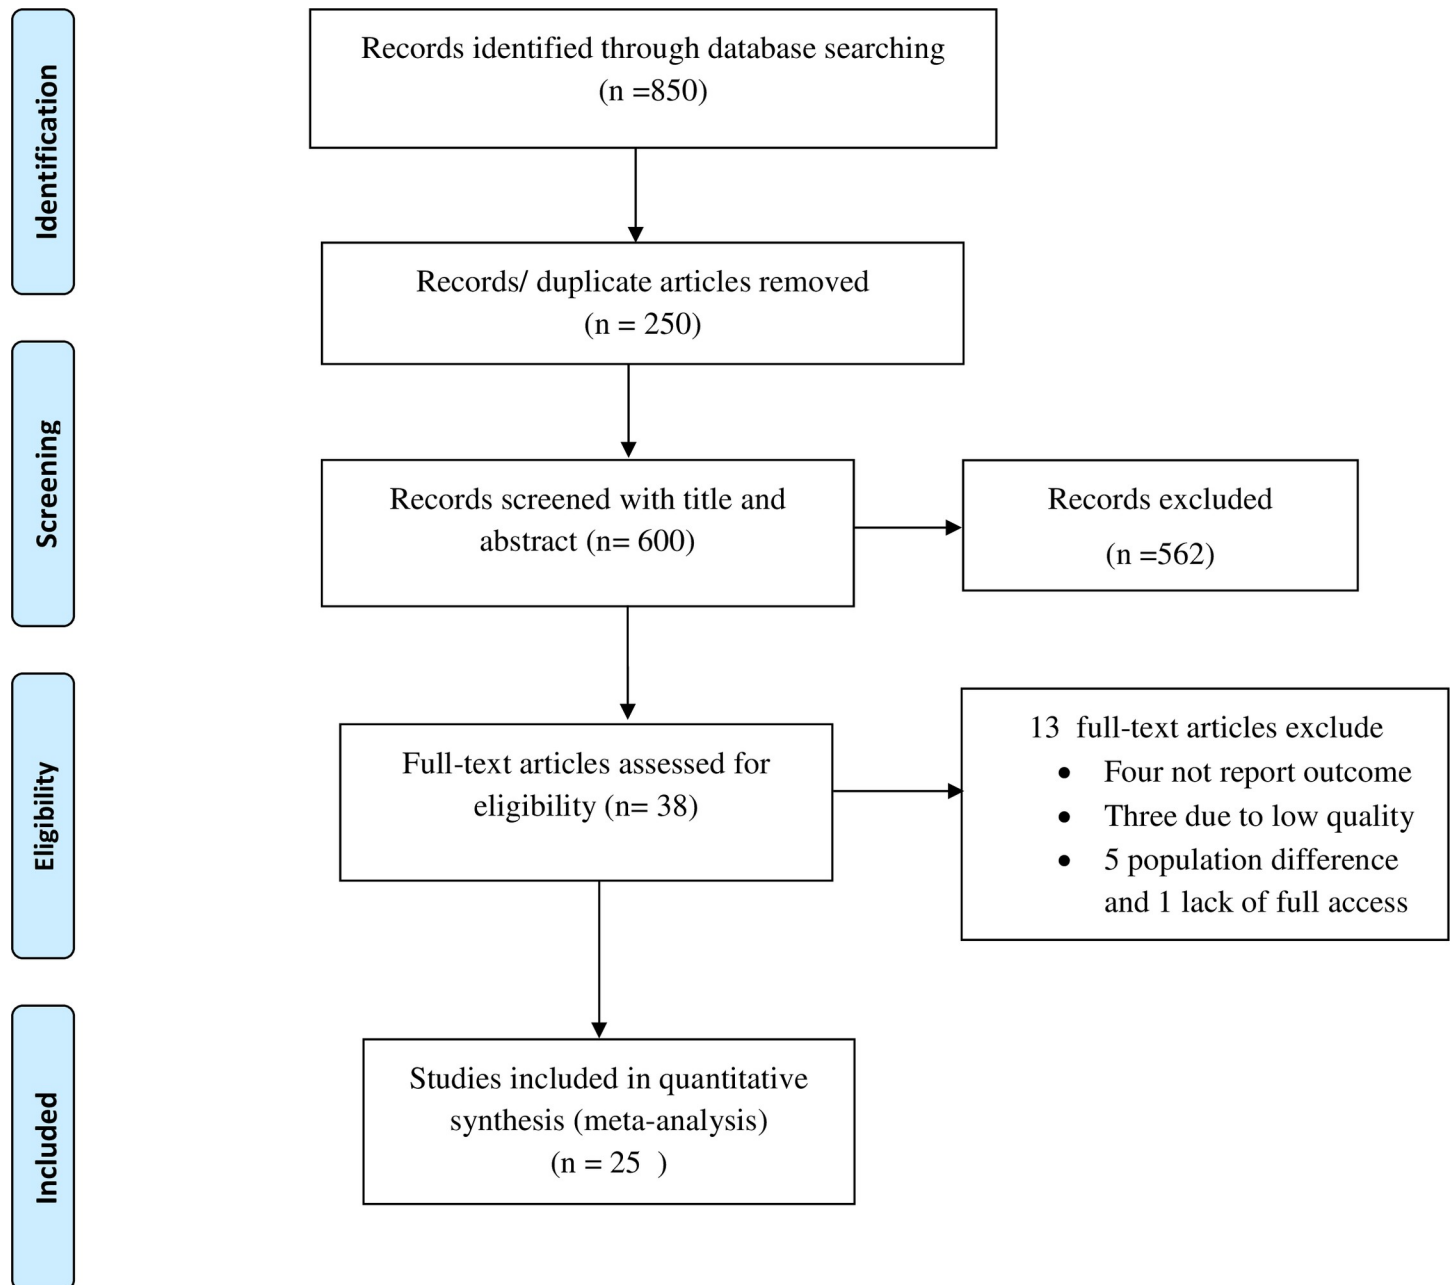 Identification
Records identified through database searching
(n =850)
Records/ duplicate articles removed
(n = 250)
Screening
Records screened with title and
abstract (n= 600)
Records excluded
(n =562)
Eligibility
Full-text articles assessed for
eligibility (n= 38)
13 full-text articles exclude
• Four not report outcome
• Three due to low quality
• 5 population difference
and 1 lack of full access
Included
Studies included in quantitative
synthesis (meta-analysis)
(n = 25 )